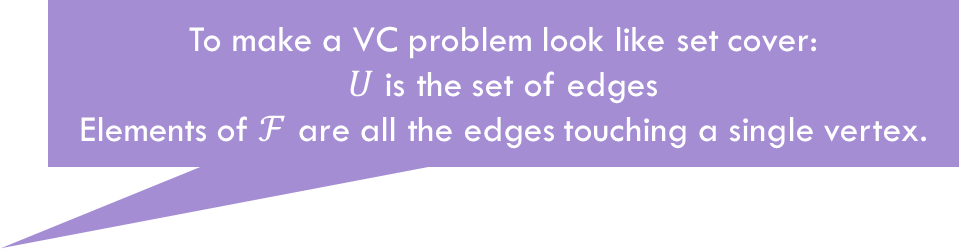 To make a VC problem look like set cover:
𝑈 is the set of edges
Elements of ℱ are all the edges touching a single vertex.